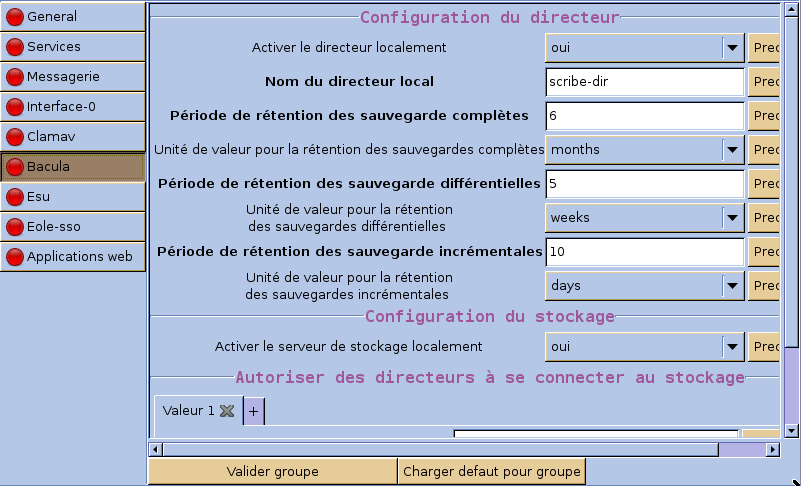 General
Services
Messagerie
Interface-0
Clamav
Bacula
Esu
Eole-sso
Applications web
Configuration du directeur
Activer le directeur localement oui Prec
Nom du directeur local scribe-dir Prec
Période de rétention des sauvegarde complètes 6 Prec
Unité de valeur pour la rétention des sauvegardes complètes months Prec
Période de rétention des sauvegarde différentielles 5 Prec
Unité de valeur pour la rétention
des sauvegardes différentielles weeks Prec
Période de rétention des sauvegarde incrémentales 10 Prec
Unité de valeur pour la rétention
des sauvegardes incrémentales days Prec
Configuration du stockage
Activer le serveur de stockage localement oui Prec
Autoriser des directeurs à se connecter au stockage
Valeur 1 +
Valider groupe Charger defaut pour groupe